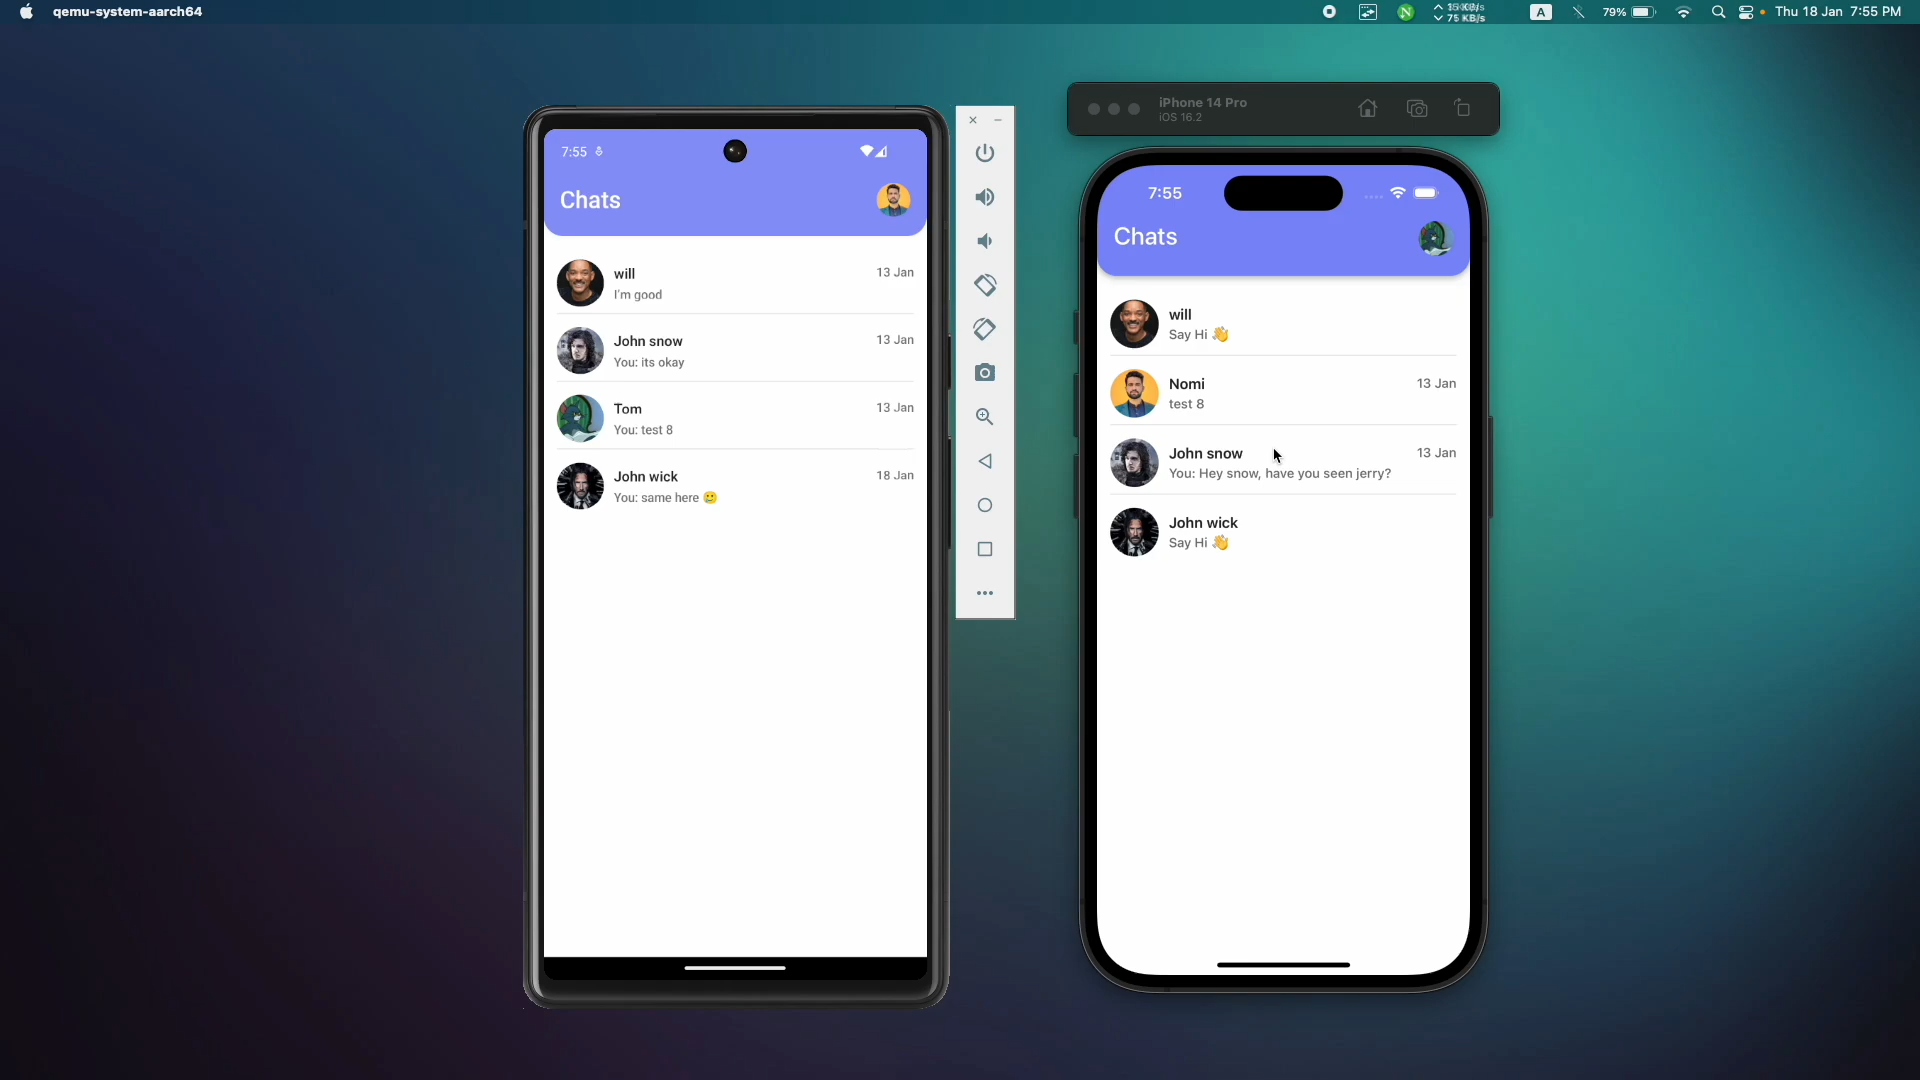 qemu-system-aarch64
N
75 KB/s
A
79%
Thu 18 Jan 7:55 PM
7:55
Chats
will
13 Jan
I'm good
John snow
13 Jan
You: its okay
Tom
13 Jan
You: test 8
John wick
18 Jan
You: same here 🥲
iPhone 14 Pro
iOS 16.2
7:55
Chats
will
Say Hi 👋
Nomi
13 Jan
test 8
John snow
13 Jan
You: Hey snow, have you seen jerry?
John wick
Say Hi 👋